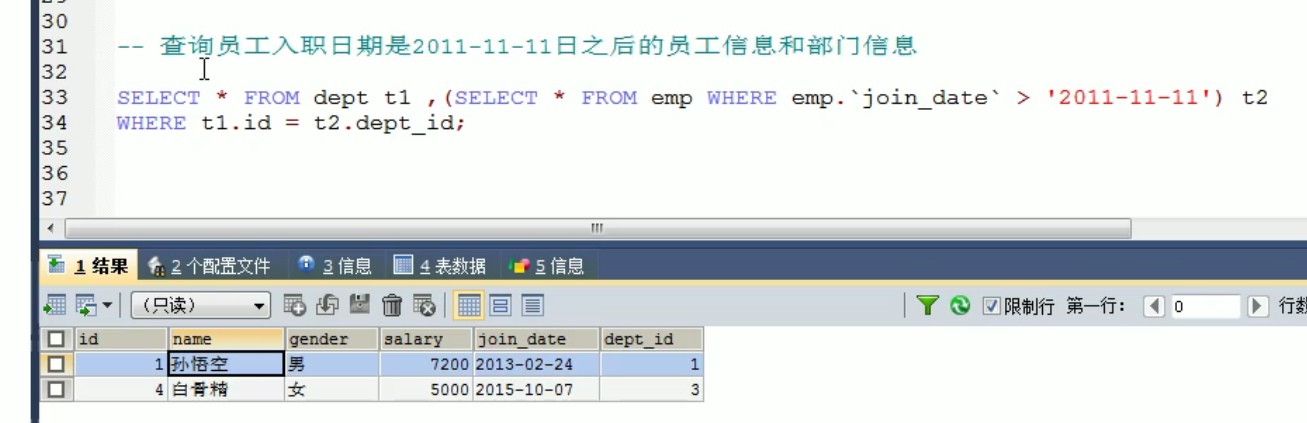 30
31 -- 查询员工入职日期是2011-11-11日之后的员工信息和部门信息
32
33 SELECT * FROM dept t1 ,(SELECT * FROM emp WHERE emp.`join_date` > '2011-11-11') t2
34 WHERE t1.id = t2.dept_id;
35
36
37
1 结果 2 个配置文件 3 信息 4 表数据 5 信息
(只读) 限制行 第一行: 0 行数
id name gender salary join_date dept_id
1 孙悟空 男 7200 2013-02-24 1
4 白骨精 女 5000 2015-10-07 3